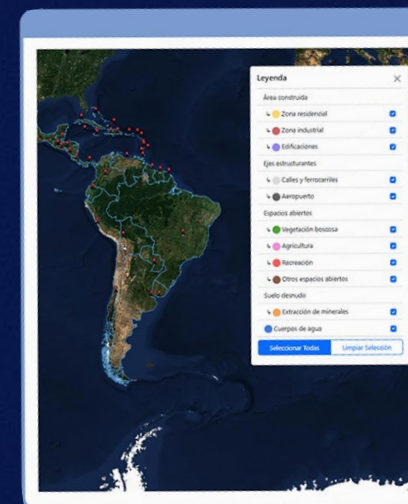 Leyenda
Área construida
Zona residencial
Zona industrial
Edificaciones
Ejes estructurantes
Calles y ferrocarriles
Aeropuerto
Espacios abiertos
Vegetación boscosa
Agricultura
Recreación
Otros espacios abiertos
Suelo desnudo
Extracción de minerales
Cuerpos de agua
Seleccionar Todas
Limpiar Selección